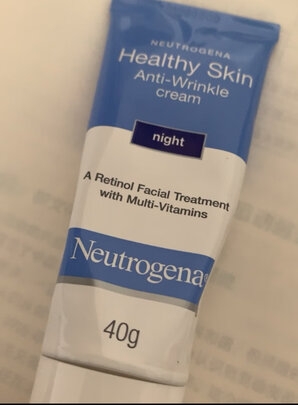 NEUTROGENA
Healthy Skin
Anti-Wrinkle
cream
night
A Retinol Facial Treatment
with Multi-Vitamins
Neutrogena®
40g